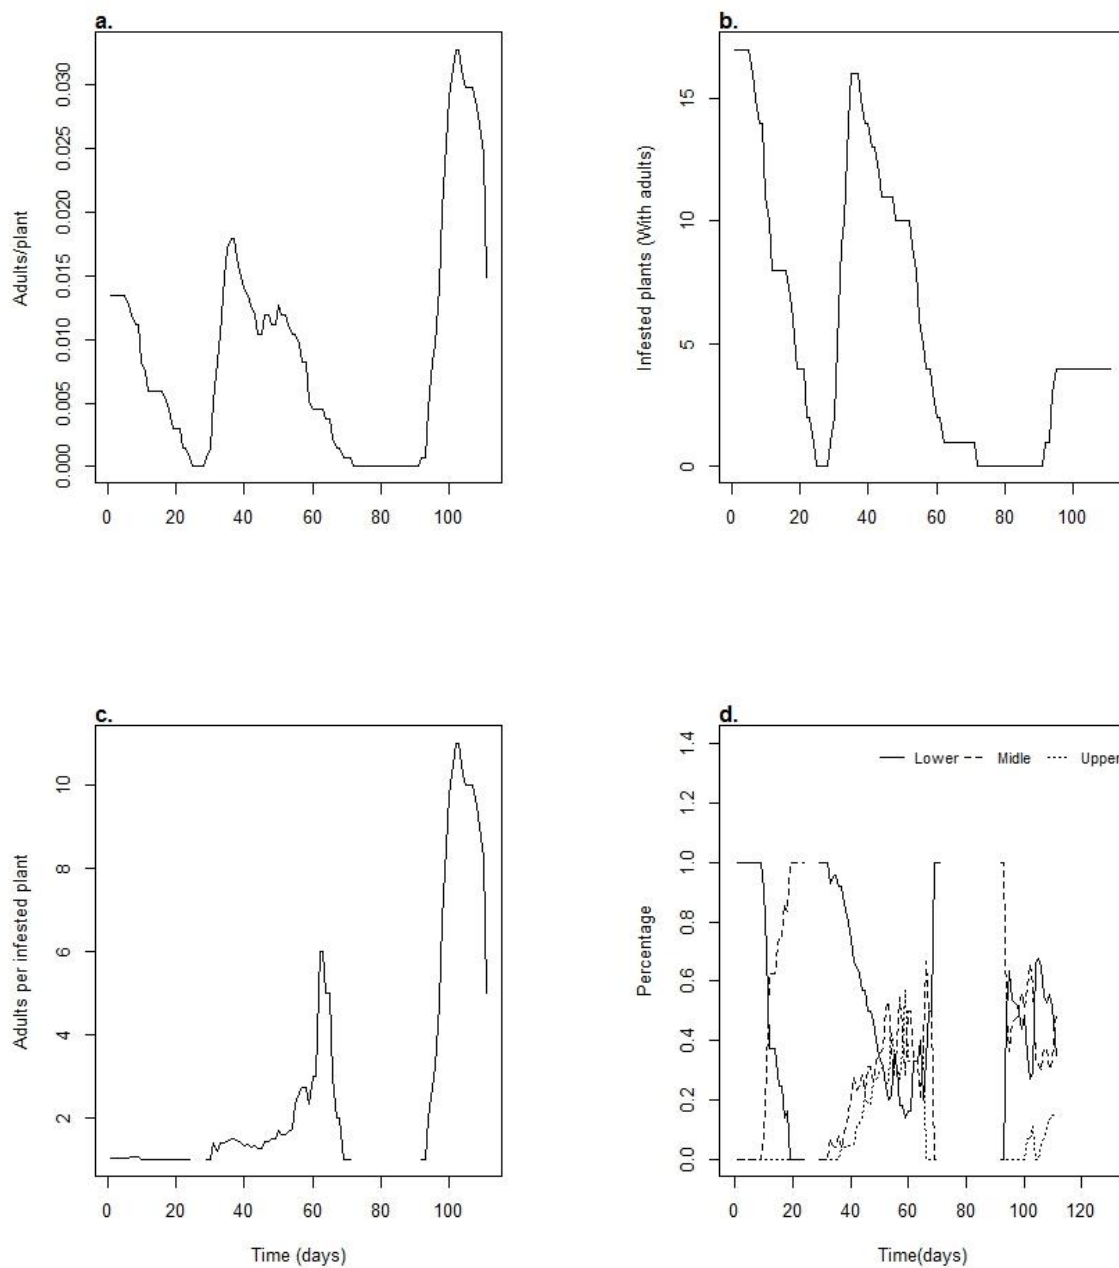 a.
Adults/plant
0.030
0.025
0.020
0.015
0.010
0.005
0.000
0 20 40 60 80 100
b.
Infested plants (With adults)
15
10
5
0
0 20 40 60 80 100
c.
Adults per infested plant
10
8
6
4
2
0 20 40 60 80 100
Time (days)
d.
Lower Midle Upper
Percentage
1.4
1.2
1.0
0.8
0.6
0.4
0.2
0.0
0 20 40 60 80 100 120
Time(days)